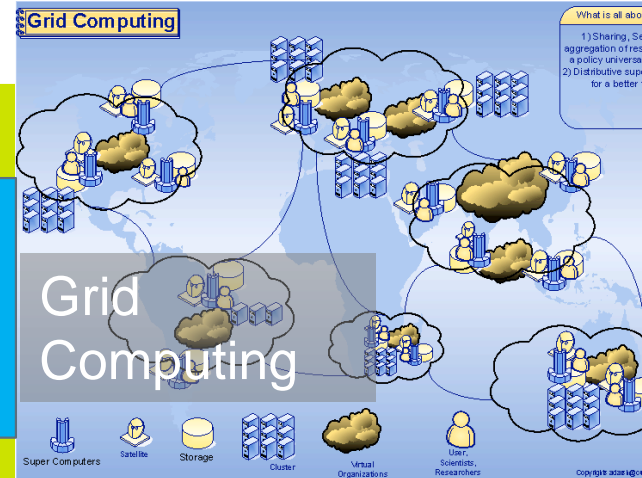 Grid Computing
What is all abo
1) Sharing, Se
aggregation of res
a policy universa
2) Distributive supe
for a better
Grid
Computing
Super Computers
Satellite
Storage
Cluster
Virtual
Organizations
User,
Scientists,
Researchers